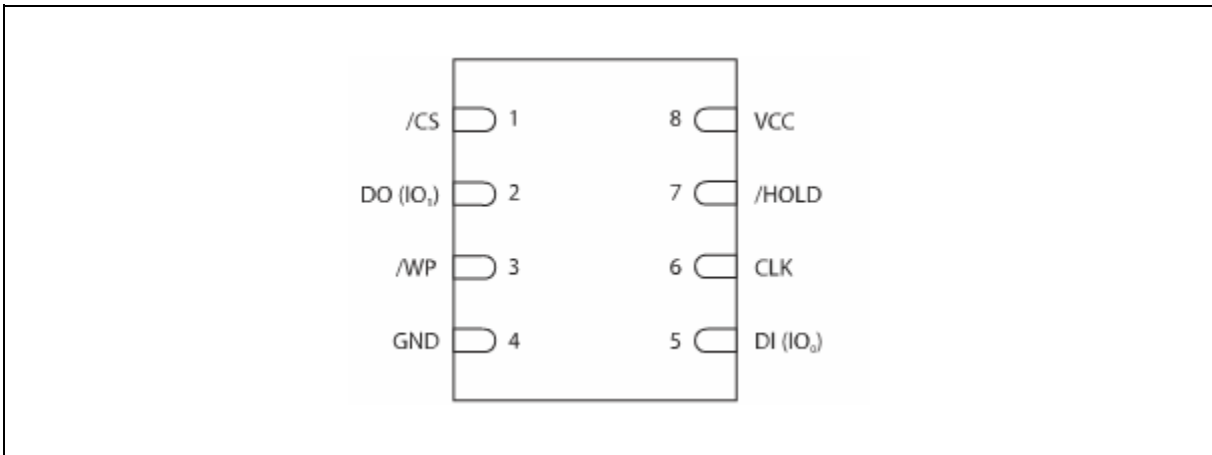 /CS 1 8 VCC
DO (IO₁) 2 7 /HOLD
/WP 3 6 CLK
GND 4 5 DI (IO₀)